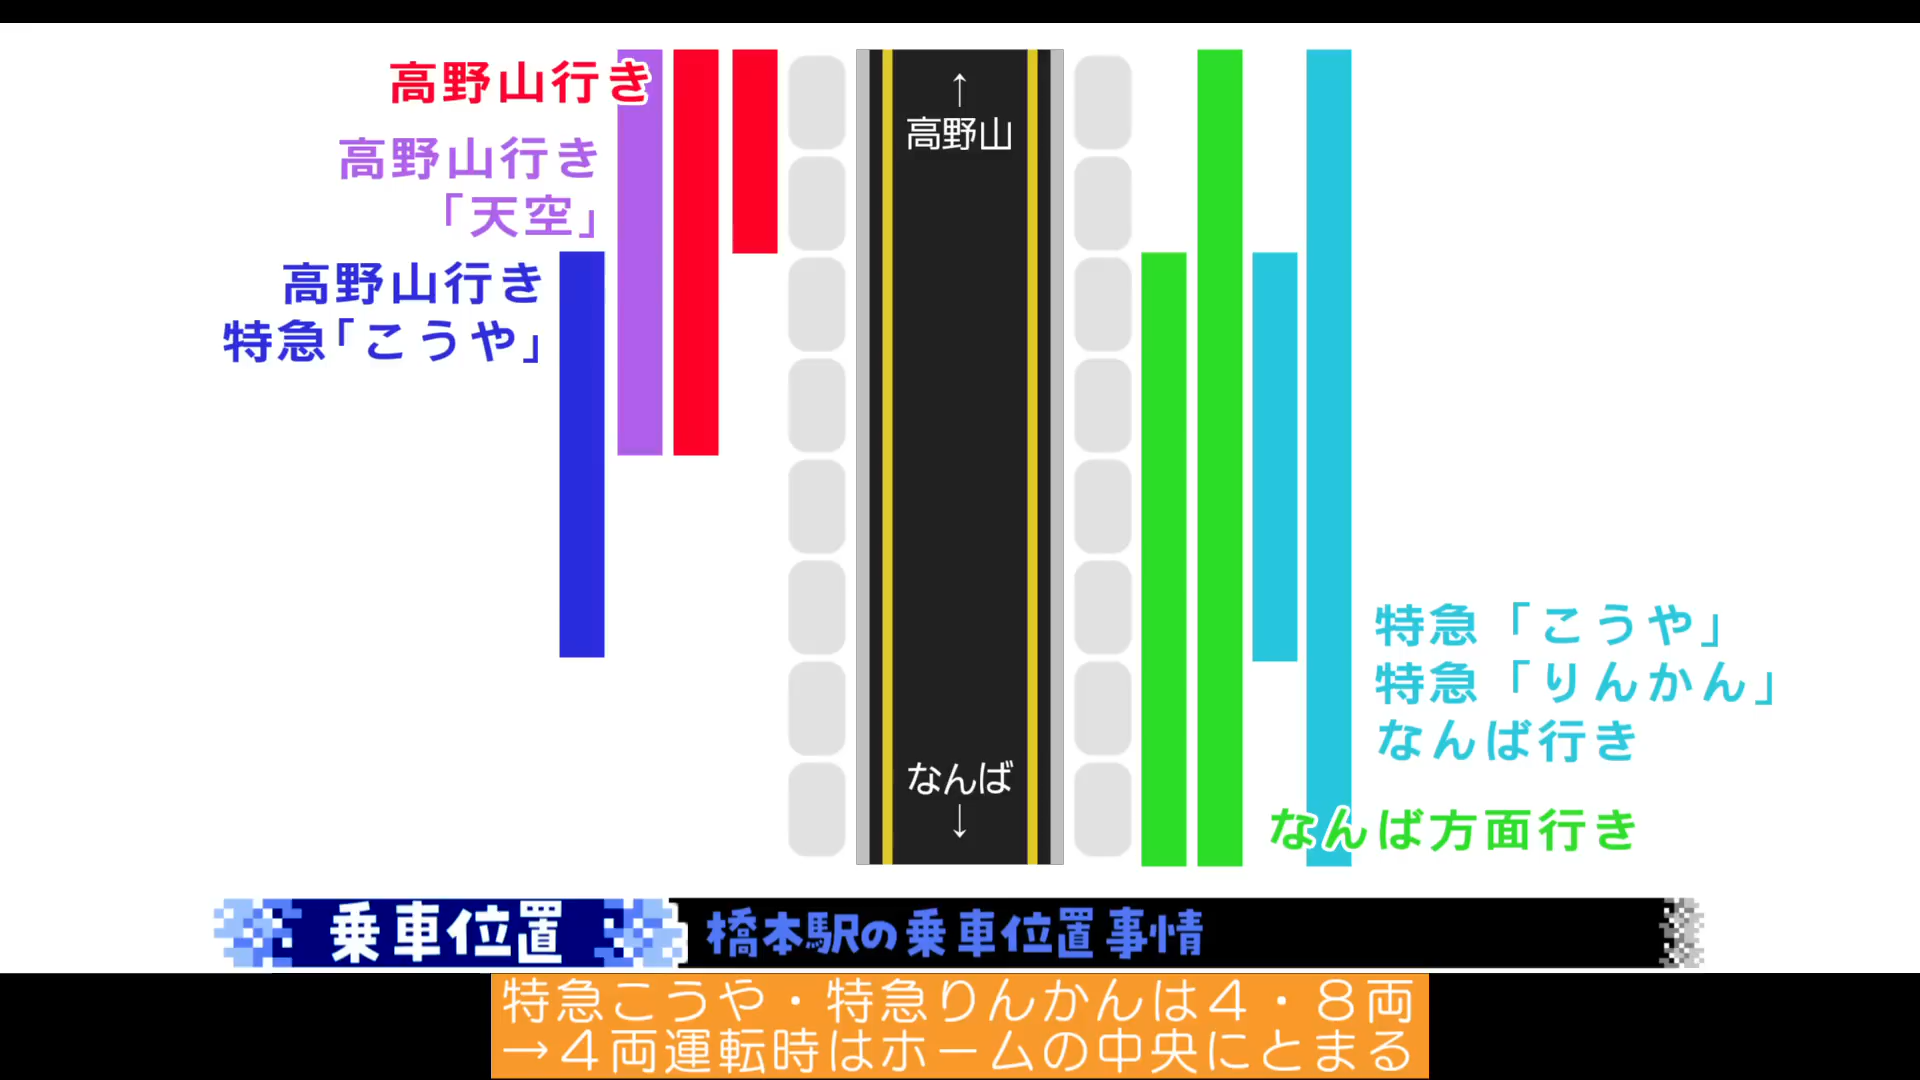 高野山行き
高野山行き
「天空」
高野山行き
特急「こうや」
↑
高野山
なんば
↓
特急「こうや」
特急「りんかん」
なんば行き
なんば方面行き
乗車位置
橋本駅の乗車位置事情
特急こうや・特急りんかんは4・8両
→4両運転時はホームの中央にとまる